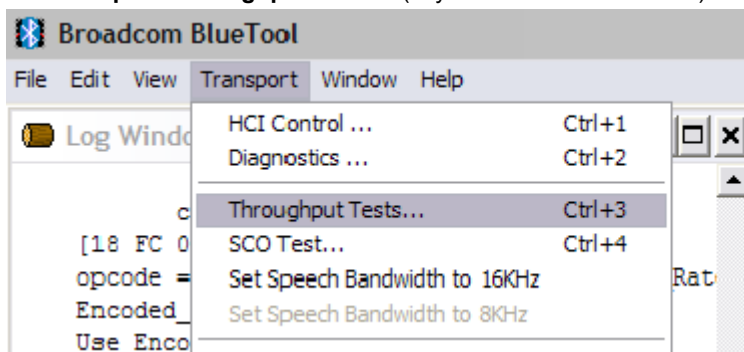 Broadcom BlueTool
File Edit View Transport Window Help
Log Windo
HCI Control ... Ctrl+1
Diagnostics ... Ctrl+2
Throughput Tests... Ctrl+3
SCO Test... Ctrl+4
Set Speech Bandwidth to 16KHz
Set Speech Bandwidth to 8KHz
c
[18 FC 0
opcode = Rat
Encoded_
Use Enco